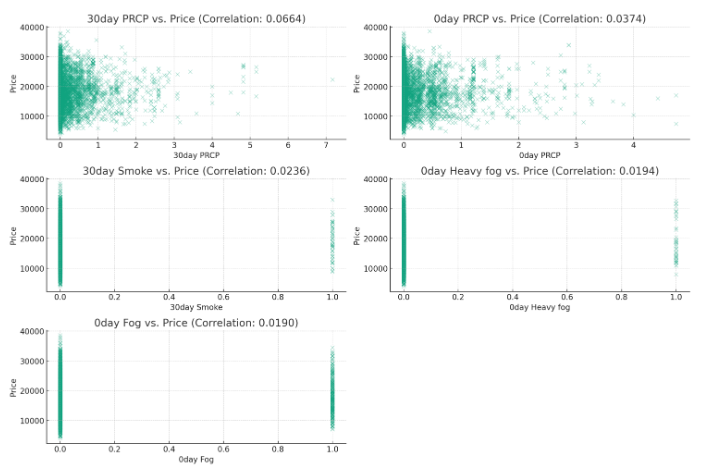 30day PRCP vs. Price (Correlation: 0.0664)
40000
30000
20000
10000
Price
0 1 2 3 4 5 6 7
30day PRCP
0day PRCP vs. Price (Correlation: 0.0374)
40000
30000
20000
10000
Price
0 1 2 3 4
0day PRCP
30day Smoke vs. Price (Correlation: 0.0236)
40000
30000
20000
10000
Price
0.0 0.2 0.4 0.6 0.8 1.0
30day Smoke
0day Heavy fog vs. Price (Correlation: 0.0194)
40000
30000
20000
10000
Price
0.0 0.2 0.4 0.6 0.8 1.0
0day Heavy fog
0day Fog vs. Price (Correlation: 0.0190)
40000
30000
20000
10000
Price
0.0 0.2 0.4 0.6 0.8 1.0
0day Fog